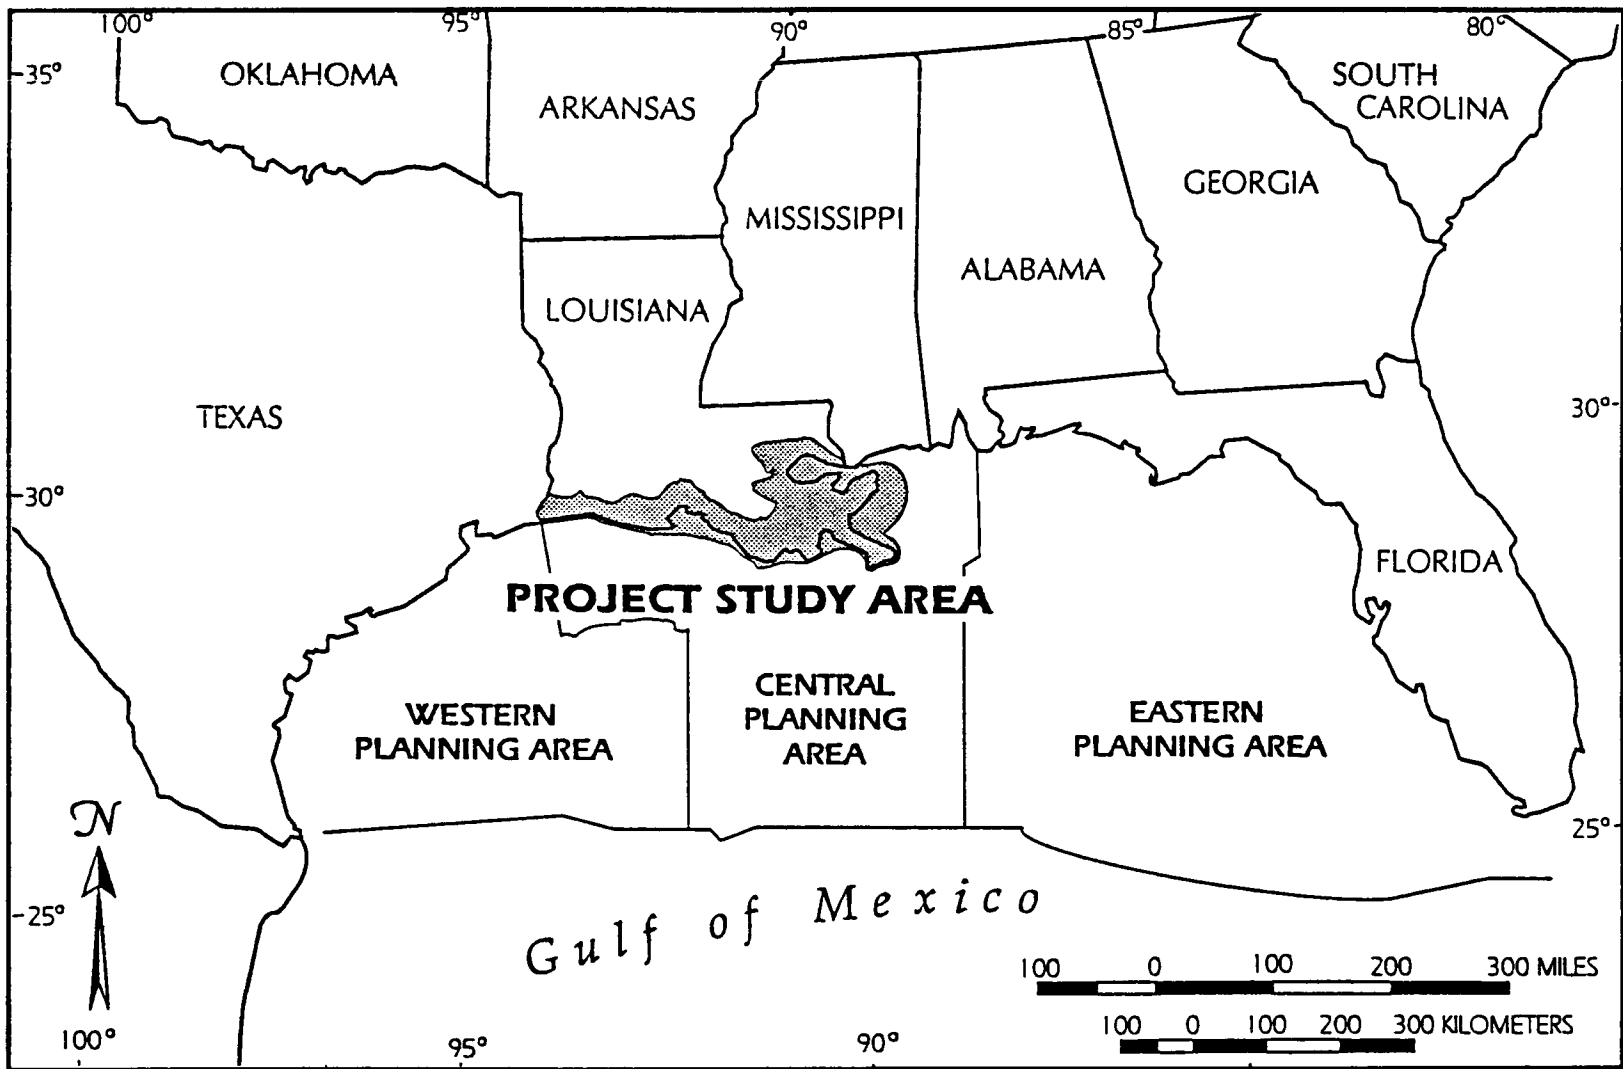 100° 95° 90° 85° 80°
35°
OKLAHOMA
ARKANSAS
SOUTH
CAROLINA
GEORGIA
MISSISSIPPI
ALABAMA
LOUISIANA
TEXAS
30°
30°
FLORIDA
PROJECT STUDY AREA
WESTERN
PLANNING AREA
CENTRAL
PLANNING
AREA
EASTERN
PLANNING AREA
N
25°
25°
Gulf of Mexico
100 0 100 200 300 MILES
100 0 100 200 300 KILOMETERS
100° 95° 90°